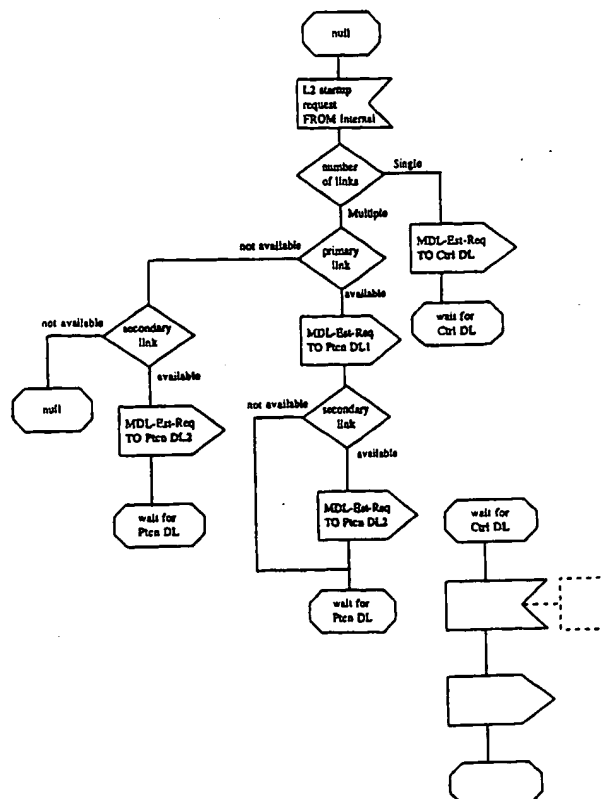 null
L2 startup
request
FROM Internal
number
of links
Single
Multiple
not available
primary
link
MDL-Est-Req
TO Ctrl DL
available
not available
secondary
link
MDL-Est-Req
TO Ptcn DL1
wait for
Ctrl DL
available
null
MDL-Est-Req
TO Ptcn DL2
not available
secondary
link
available
wait for
Ptcn DL
MDL-Est-Req
TO Ptcn DL2
wait for
Ctrl DL
wait for
Ptcn DL